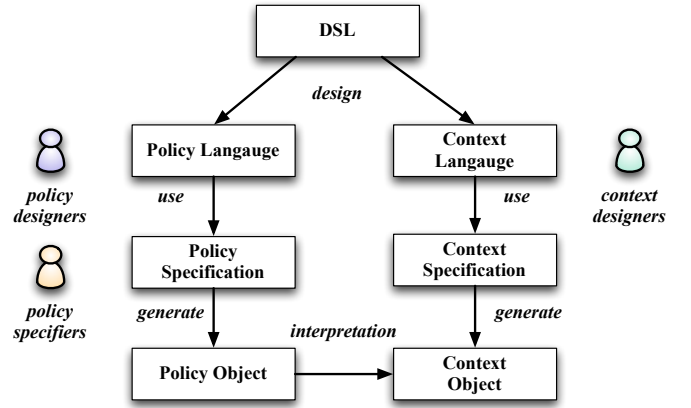 DSL
design
Policy Langauge
Context
Langauge
policy
designers
use
use
context
designers
Policy
Specification
Context
Specification
policy
specifiers
generate
generate
interpretation
Policy Object
Context
Object